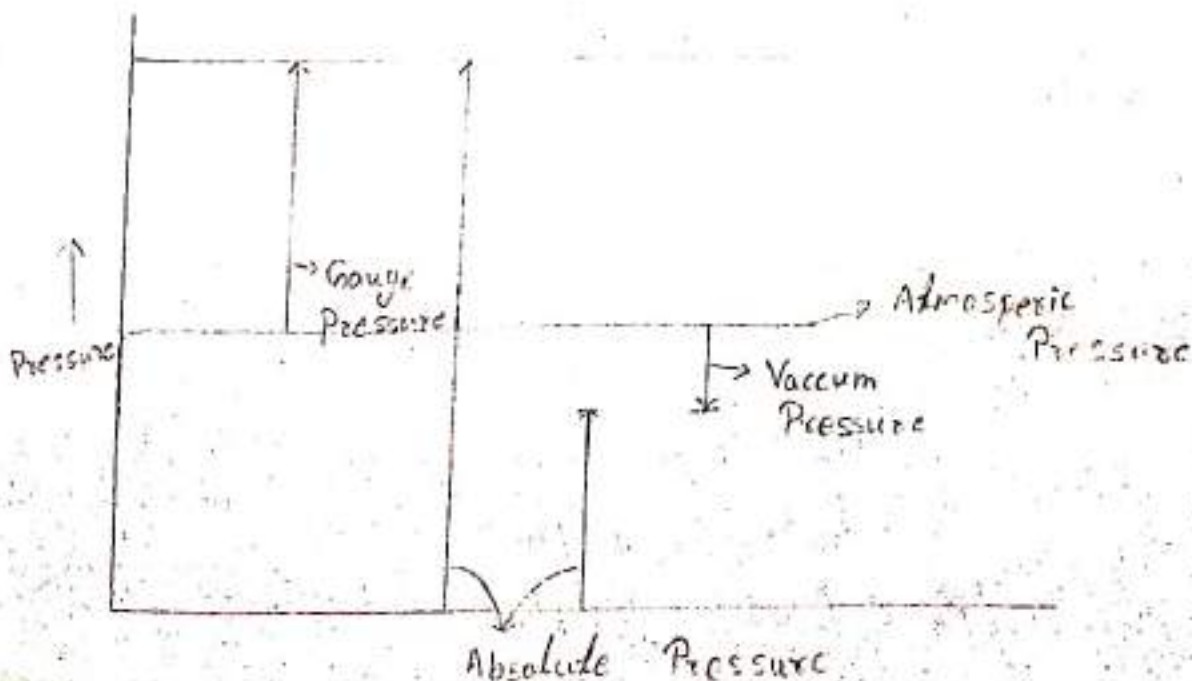 Gauge
Pressure
Atmosperic
Pressure
Pressure
Vaccum
Pressure
Absolute Pressure